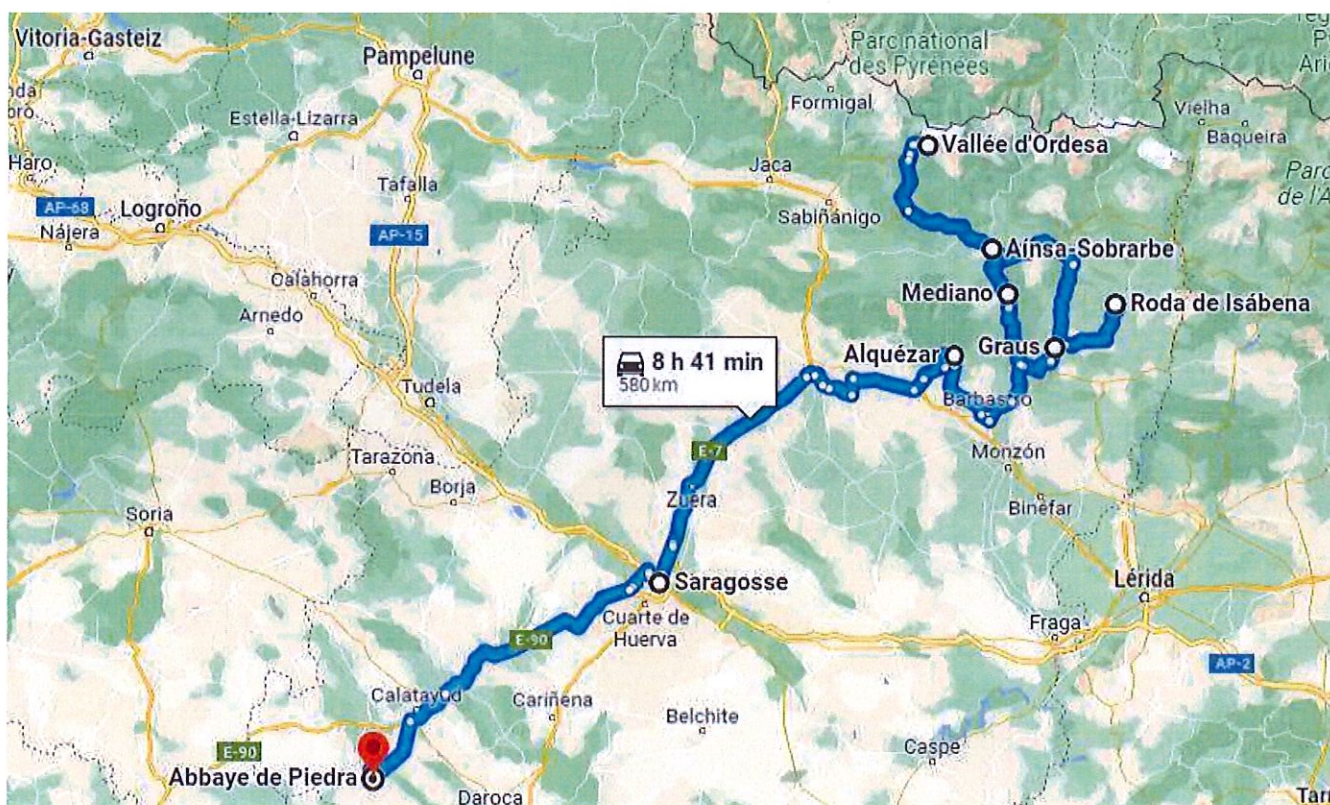 Vitoria-Gasteiz
Pampelune
Parc national
des Pyrénées
Formigal
Vielha
Baqueira
Estella-Lizarra
Vallée d'Ordesa
Haro
Jaca
Parc
de l'A
Tafalla
AP-68
Logroño
Sabiñánigo
Nájera
AP-15
Aínsa-Sobrarbe
Calahorra
Mediano
Roda de Isábena
Arnedo
8 h 41 min
580 km
Alquézar
Graus
Tudela
Barbastro
E-7
Monzón
Tarazona
Borja
Zuera
Binéfar
Soria
Saragosse
Lérida
Cuarte de
Huerva
Fraga
E-90
AP-2
Calatayud
Cariñena
Belchite
E-90
Caspe
Abbaye de Piedra
Daroca
Tarr